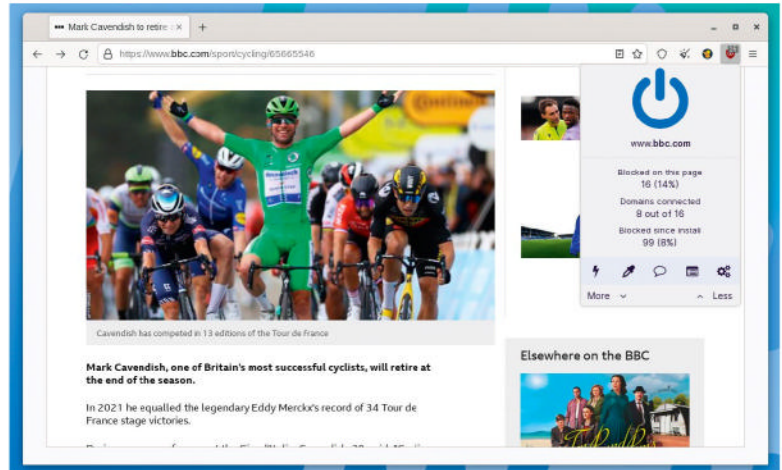 Mark Cavendish to retire a
https://www.bbc.com/sport/cycling/65665546
www.bbc.com
Blocked on this page
16 (14%)
Domains connected
8 out of 16
Blocked since install
99 (8%)
More
Less
Continental
Cavendish has competed in 13 editions of the Tour de France
Mark Cavendish, one of Britain's most successful cyclists, will retire at
the end of the season.
In 2021 he equalled the legendary Eddy Merckx's record of 34 Tour de
France stage victories.
Elsewhere on the BBC